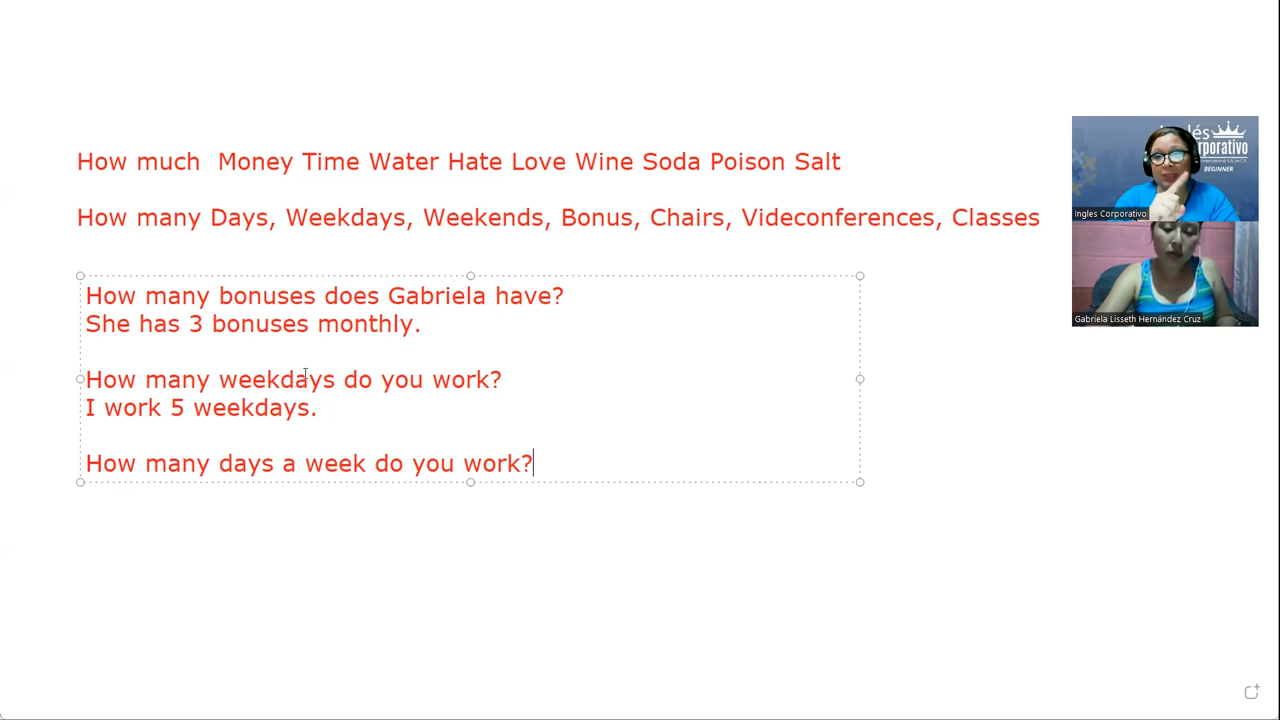 How much  Money Time Water Hate Love Wine Soda Poison Salt
How many Days, Weekdays, Weekends, Bonus, Chairs, Videconferences, Classes
How many bonuses does Gabriela have?
She has 3 bonuses monthly.
How many weekdays do you work?
I work 5 weekdays.
How many days a week do you work?
BEGINNER
Ingles Corporativo
Gabriela Lisseth Hernández Cruz